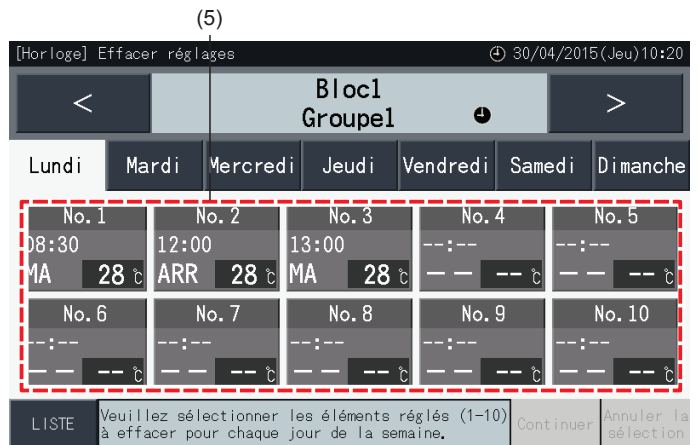 (5)
[Horloge] Effacer réglages 30/04/2015(Jeu)10:20
< Bloc1 >
Groupe1
Lundi Mardi Mercredi Jeudi Vendredi Samedi Dimanche
No.1 No.2 No.3 No.4 No.5
08:30 12:00 13:00 --:-- --:--
MA 28 ℃ ARR 28 ℃ MA 28 ℃ — — -- ℃ — — -- ℃
No.6 No.7 No.8 No.9 No.10
--:-- --:-- --:-- --:-- --:--
— — -- ℃ — — -- ℃ — — -- ℃ — — -- ℃ — — -- ℃
LISTE Veuillez sélectionner les éléments réglés (1-10) Continuer Annuler la
à effacer pour chaque jour de la semaine. sélection